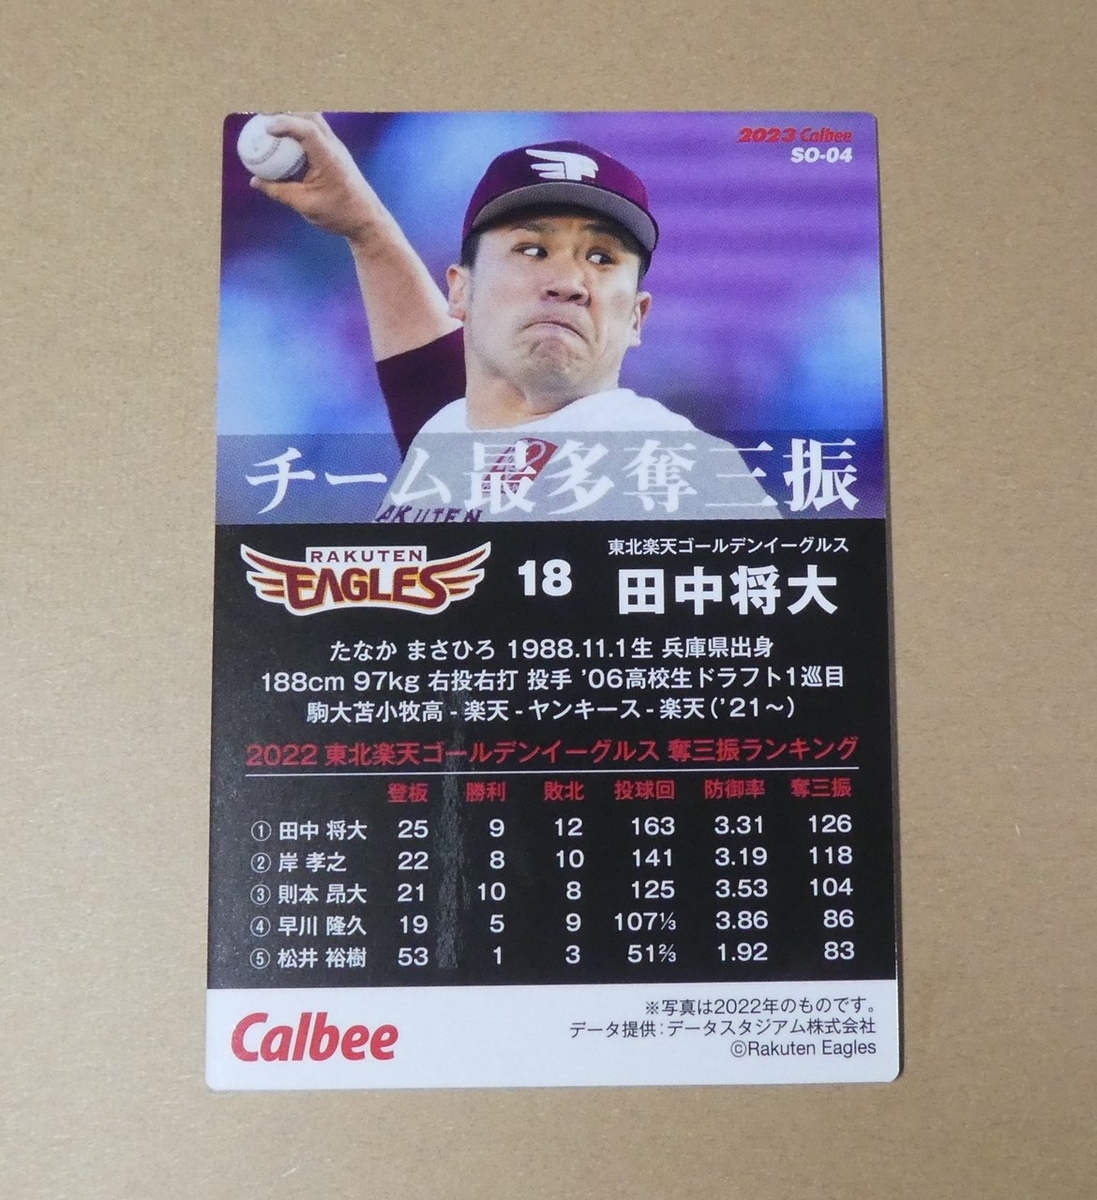 2023 Calbee
SO-04
チーム最多奪三振
AKUTEN
RAKUTEN
EAGLES
18
東北楽天ゴールデンイーグルス
田中将大
たなか まさひろ 1988.11.1生 兵庫県出身
188cm 97kg 右投右打 投手 '06高校生ドラフト1巡目
駒大苫小牧高-楽天-ヤンキース-楽天('21～)
2022 東北楽天ゴールデンイーグルス 奪三振ランキング
登板 勝利 敗北 投球回 防御率 奪三振
① 田中 将大 25 9 12 163 3.31 126
② 岸 孝之 22 8 10 141 3.19 118
③ 則本 昂大 21 10 8 125 3.53 104
④ 早川 隆久 19 5 9 107⅓ 3.86 86
⑤ 松井 裕樹 53 1 3 51⅔ 1.92 83
Calbee
※写真は2022年のものです。
データ提供：データスタジアム株式会社
©Rakuten Eagles